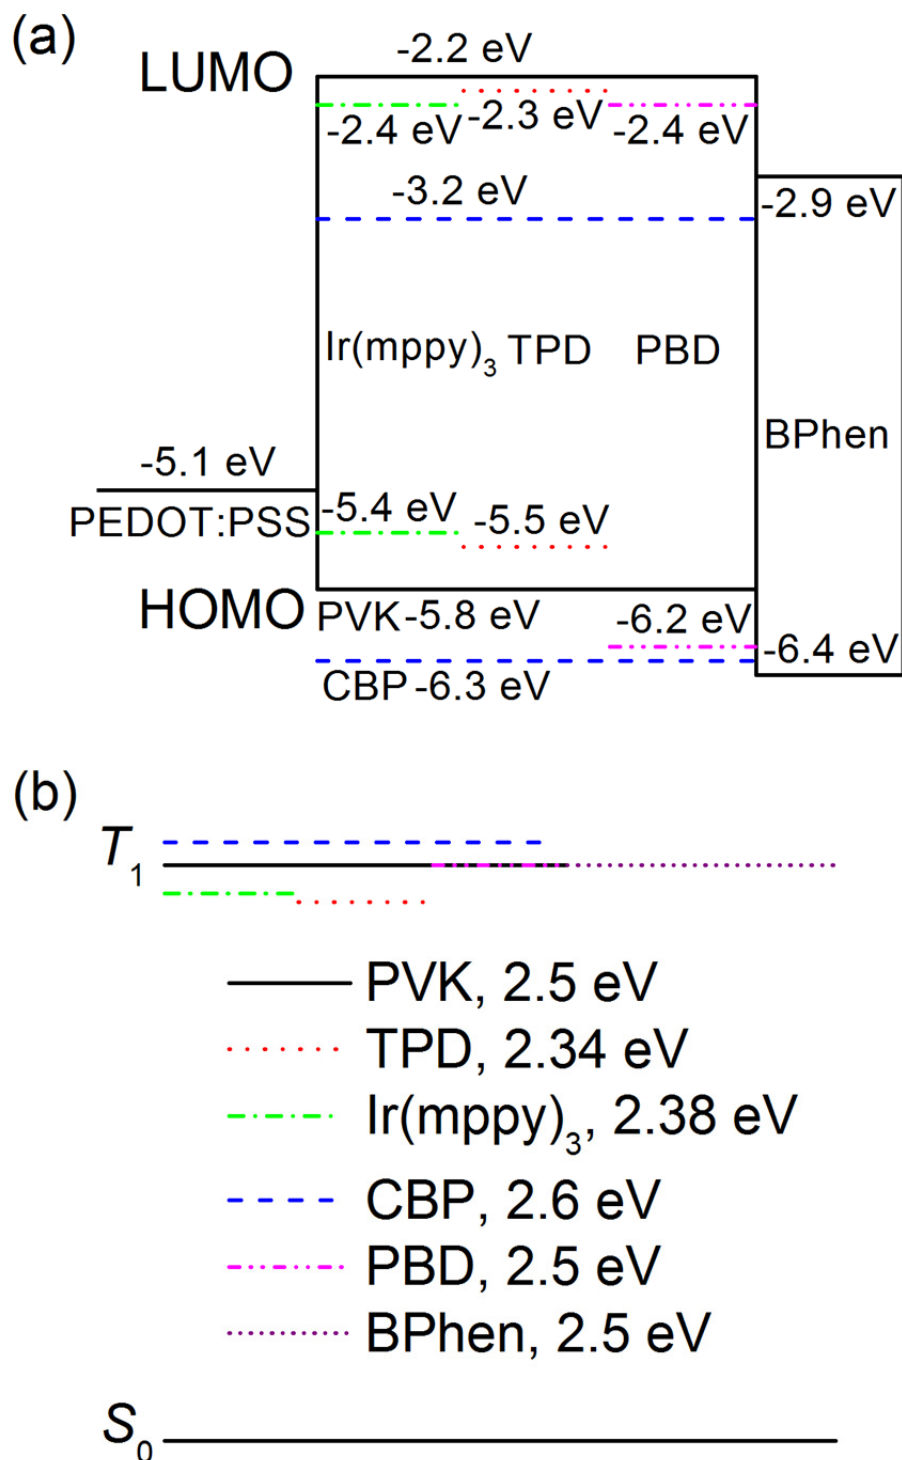 (a)
-2.2 eV
LUMO
-2.4 eV -2.3 eV -2.4 eV
-3.2 eV
-2.9 eV
Ir(mppy)₃ TPD PBD
BPhen
-5.1 eV
PEDOT:PSS
-5.4 eV -5.5 eV
HOMO
PVK -5.8 eV
-6.2 eV
-6.4 eV
CBP -6.3 eV
(b)
T₁
PVK, 2.5 eV
TPD, 2.34 eV
Ir(mppy)₃, 2.38 eV
CBP, 2.6 eV
PBD, 2.5 eV
BPhen, 2.5 eV
S₀